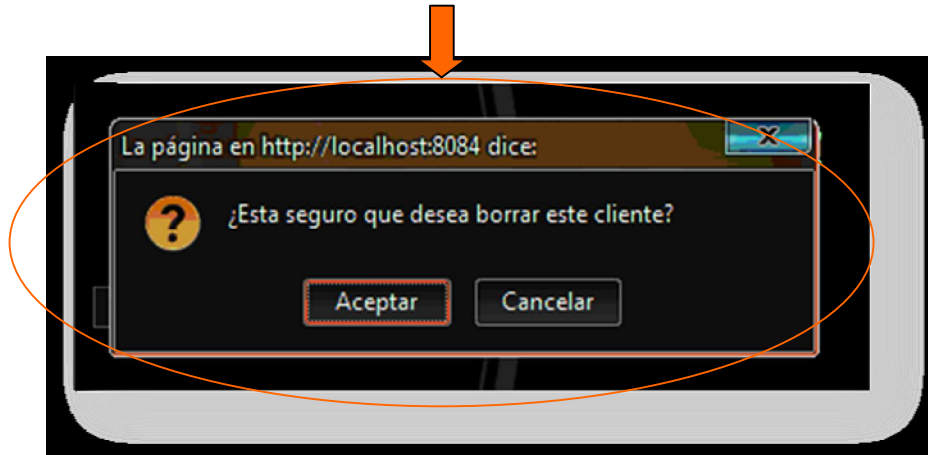 La página en http://localhost:8084 dice:
¿Esta seguro que desea borrar este cliente?
Aceptar
Cancelar